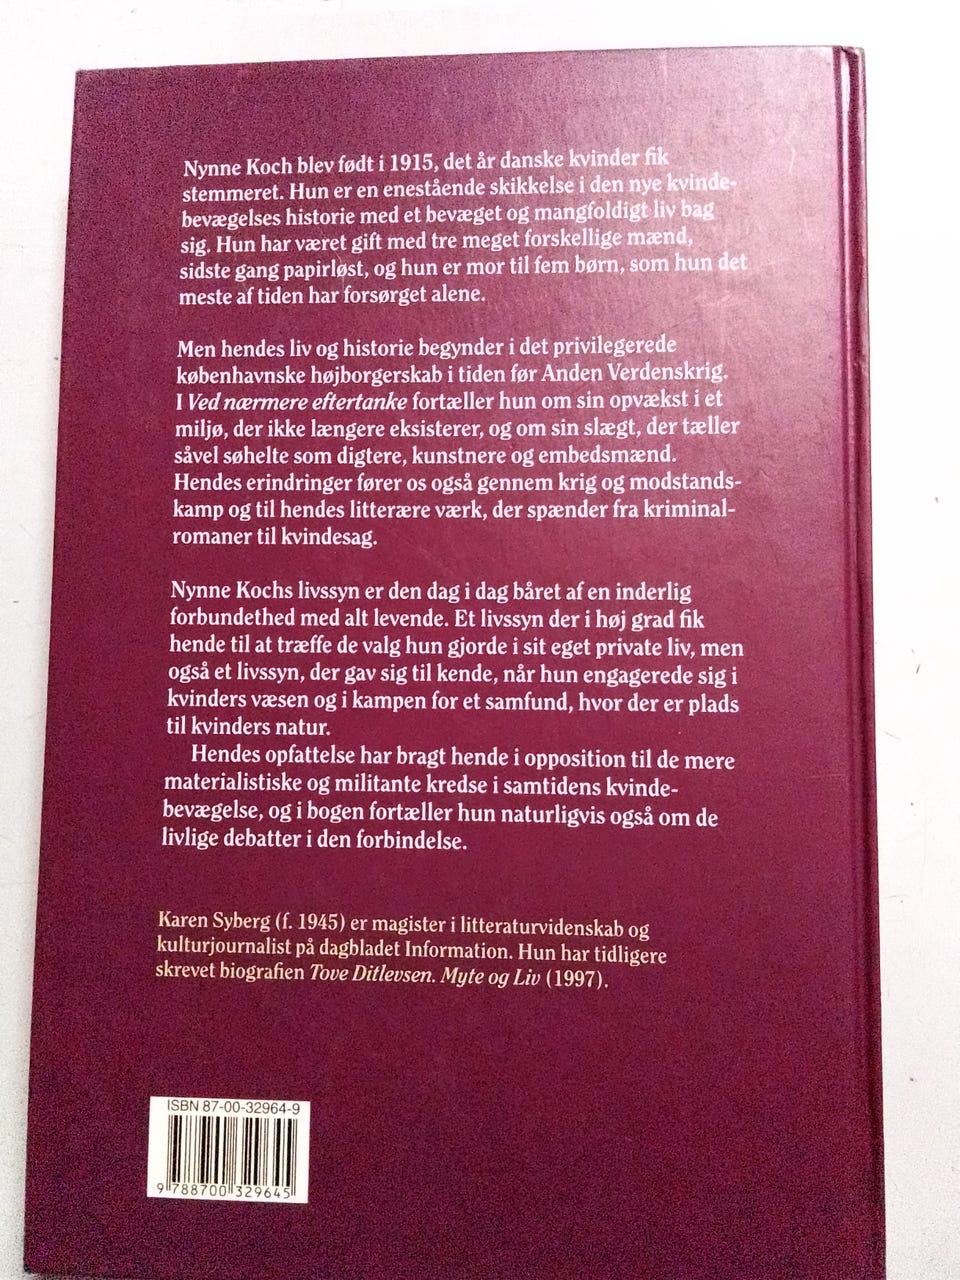 Nynne Koch blev født i 1915, det år danske kvinder fik
stemmeret. Hun er en enestående skikkelse i den nye kvinde-
bevægelses historie med et bevæget og mangfoldigt liv bag
sig. Hun har været gift med tre meget forskellige mænd,
sidste gang papirløst, og hun er mor til fem børn, som hun det
meste af tiden har forsørget alene.
Men hendes liv og historie begynder i det privilegerede
københavnske højborgerskab i tiden før Anden Verdenskrig.
I Ved nærmere eftertanke fortæller hun om sin opvækst i et
miljø, der ikke længere eksisterer, og om sin slægt, der tæller
såvel søhelte som digtere, kunstnere og embedsmænd.
Hendes erindringer fører os også gennem krig og modstands-
kamp og til hendes litterære værk, der spænder fra kriminal-
romaner til kvindesag.
Nynne Kochs livssyn er den dag i dag båret af en inderlig
forbundethed med alt levende. Et livssyn der i høj grad fik
hende til at træffe de valg hun gjorde i sit eget private liv, men
også et livssyn, der gav sig til kende, når hun engagerede sig i
kvinders væsen og i kampen for et samfund, hvor der er plads
til kvinders natur.
Hendes opfattelse har bragt hende i opposition til de mere
materialistiske og militante kredse i samtidens kvinde-
bevægelse, og i bogen fortæller hun naturligvis også om de
livlige debatter i den forbindelse.
Karen Syberg (f. 1945) er magister i litteraturvidenskab og
kulturjournalist på dagbladet Information. Hun har tidligere
skrevet biografien Tove Ditlevsen. Myte og Liv (1997).
ISBN 87-00-32964-9
9 788700 329645